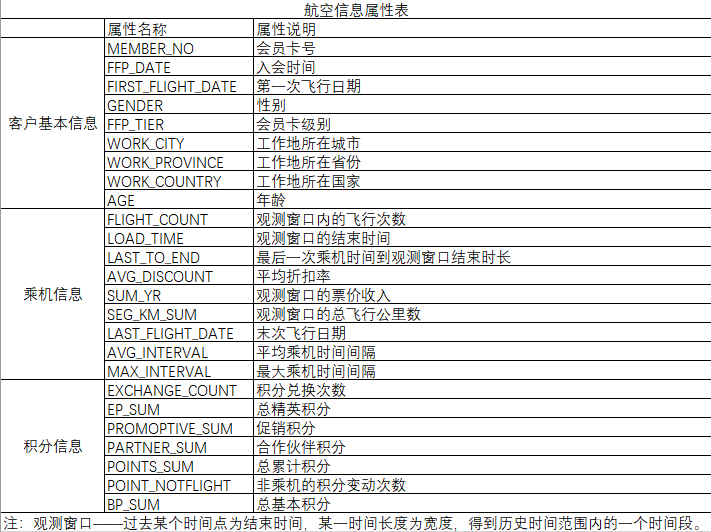 航空信息属性表
属性名称 属性说明
客户基本信息
MEMBER_NO 会员卡号
FFP_DATE 入会时间
FIRST_FLIGHT_DATE 第一次飞行日期
GENDER 性别
FFP_TIER 会员卡级别
WORK_CITY 工作地所在城市
WORK_PROVINCE 工作地所在省份
WORK_COUNTRY 工作地所在国家
AGE 年龄
乘机信息
FLIGHT_COUNT 观测窗口内的飞行次数
LOAD_TIME 观测窗口的结束时间
LAST_TO_END 最后一次乘机时间到观测窗口结束时长
AVG_DISCOUNT 平均折扣率
SUM_YR 观测窗口的票价收入
SEG_KM_SUM 观测窗口的总飞行公里数
LAST_FLIGHT_DATE 末次飞行日期
AVG_INTERVAL 平均乘机时间间隔
MAX_INTERVAL 最大乘机时间间隔
积分信息
EXCHANGE_COUNT 积分兑换次数
EP_SUM 总精英积分
PROMOPTIVE_SUM 促销积分
PARTNER_SUM 合作伙伴积分
POINTS_SUM 总累计积分
POINT_NOTFLIGHT 非乘机的积分变动次数
BP_SUM 总基本积分
注：观测窗口——过去某个时间点为结束时间，某一时间长度为宽度，得到历史时间范围内的一个时间段。